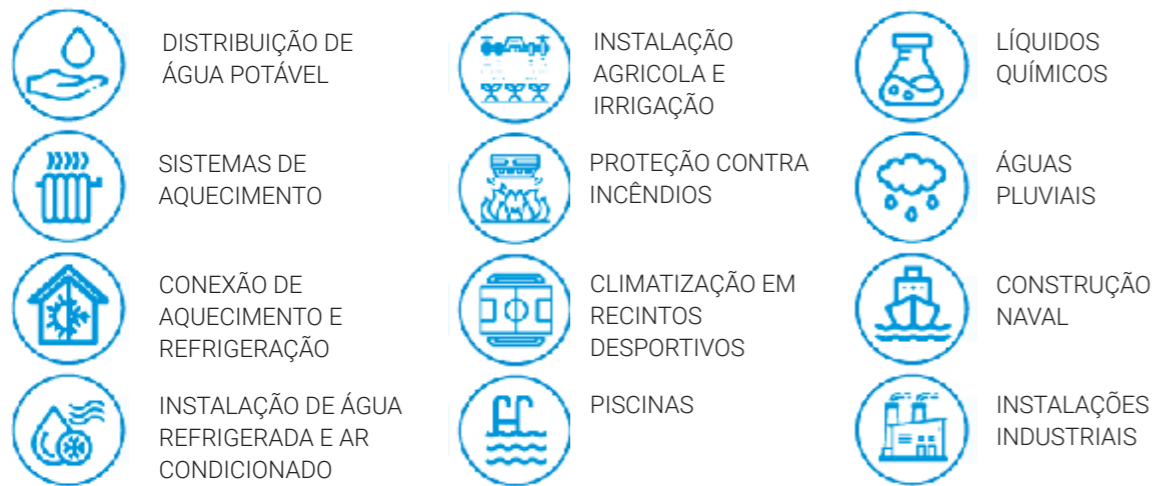 DISTRIBUIÇÃO DE
ÁGUA POTÁVEL
SISTEMAS DE
AQUECIMENTO
CONEXÃO DE
AQUECIMENTO E
REFRIGERAÇÃO
INSTALAÇÃO DE ÁGUA
REFRIGERADA E AR
CONDICIONADO
INSTALAÇÃO
AGRICOLA E
IRRIGAÇÃO
PROTEÇÃO CONTRA
INCÊNDIOS
CLIMATIZAÇÃO EM
RECINTOS
DESPORTIVOS
PISCINAS
LÍQUIDOS
QUÍMICOS
ÁGUAS
PLUVIAIS
CONSTRUÇÃO
NAVAL
INSTALAÇÕES
INDUSTRIAIS